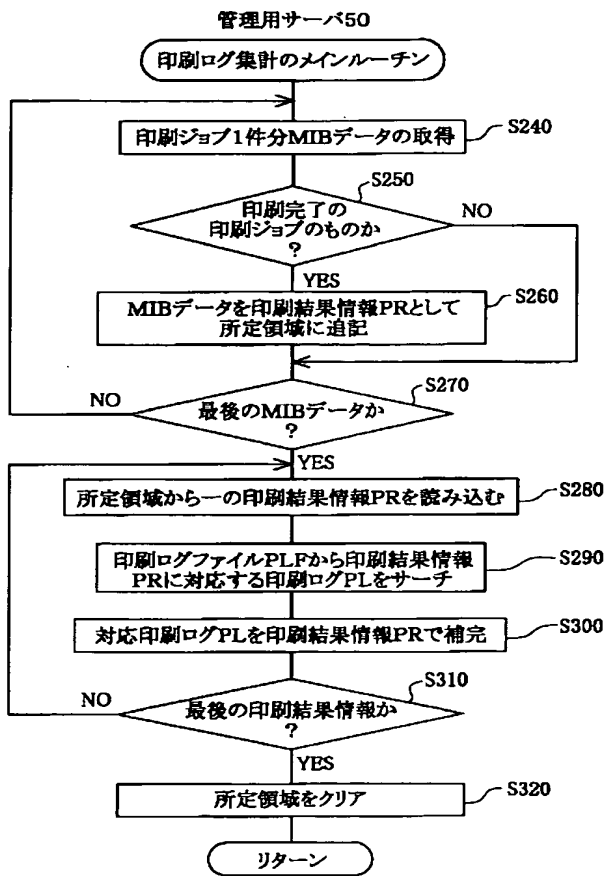 管理用サーバ50
印刷ログ集計のメインルーチン
印刷ジョブ1件分MIBデータの取得
S240
S250
印刷完了の
印刷ジョブのものか
?
NO
YES
MIBデータを印刷結果情報PRとして
所定領域に追記
S260
S270
NO
最後のMIBデータか
?
YES
所定領域から一の印刷結果情報PRを読み込む
S280
印刷ログファイルPLFから印刷結果情報
PRに対応する印刷ログPLをサーチ
S290
対応印刷ログPLを印刷結果情報PRで補完
S300
S310
NO
最後の印刷結果情報か
?
YES
所定領域をクリア
S320
リターン